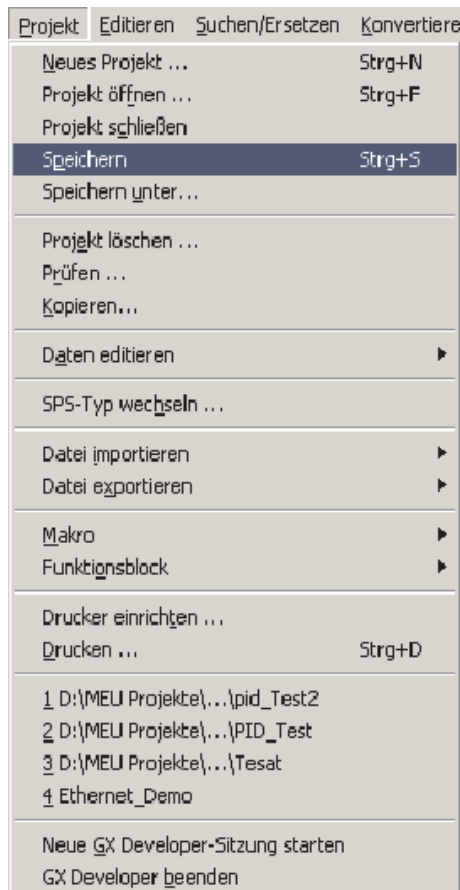 Projekt Editieren Suchen/Ersetzen Konvertiere
Neues Projekt ... Strg+N
Projekt öffnen ... Strg+F
Projekt schließen
Speichern Strg+S
Speichern unter...
Projekt löschen ...
Prüfen ...
Kopieren...
Daten editieren
SPS-Typ wechseln ...
Datei importieren
Datei exportieren
Makro
Funktionsblock
Drucker einrichten ...
Drucken ... Strg+D
1 D:\MEU Projekte\...\pid_Test2
2 D:\MEU Projekte\...\PID_Test
3 D:\MEU Projekte\...\Tesat
4 Ethernet_Demo
Neue GX Developer-Sitzung starten
GX Developer beenden